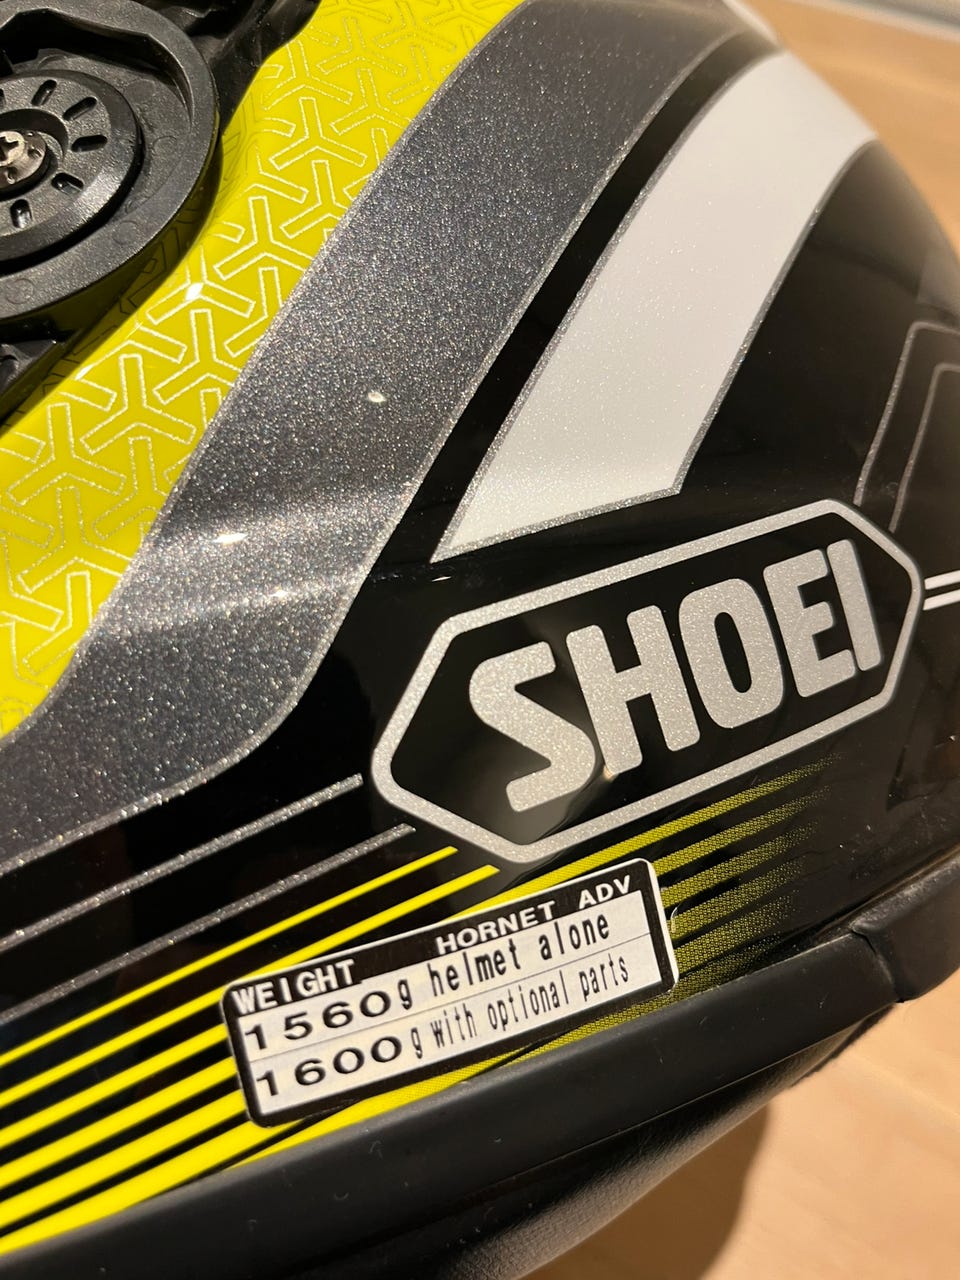 SHOEI
WEIGHT HORNET ADV
1560g helmet alone
1600g with optional parts